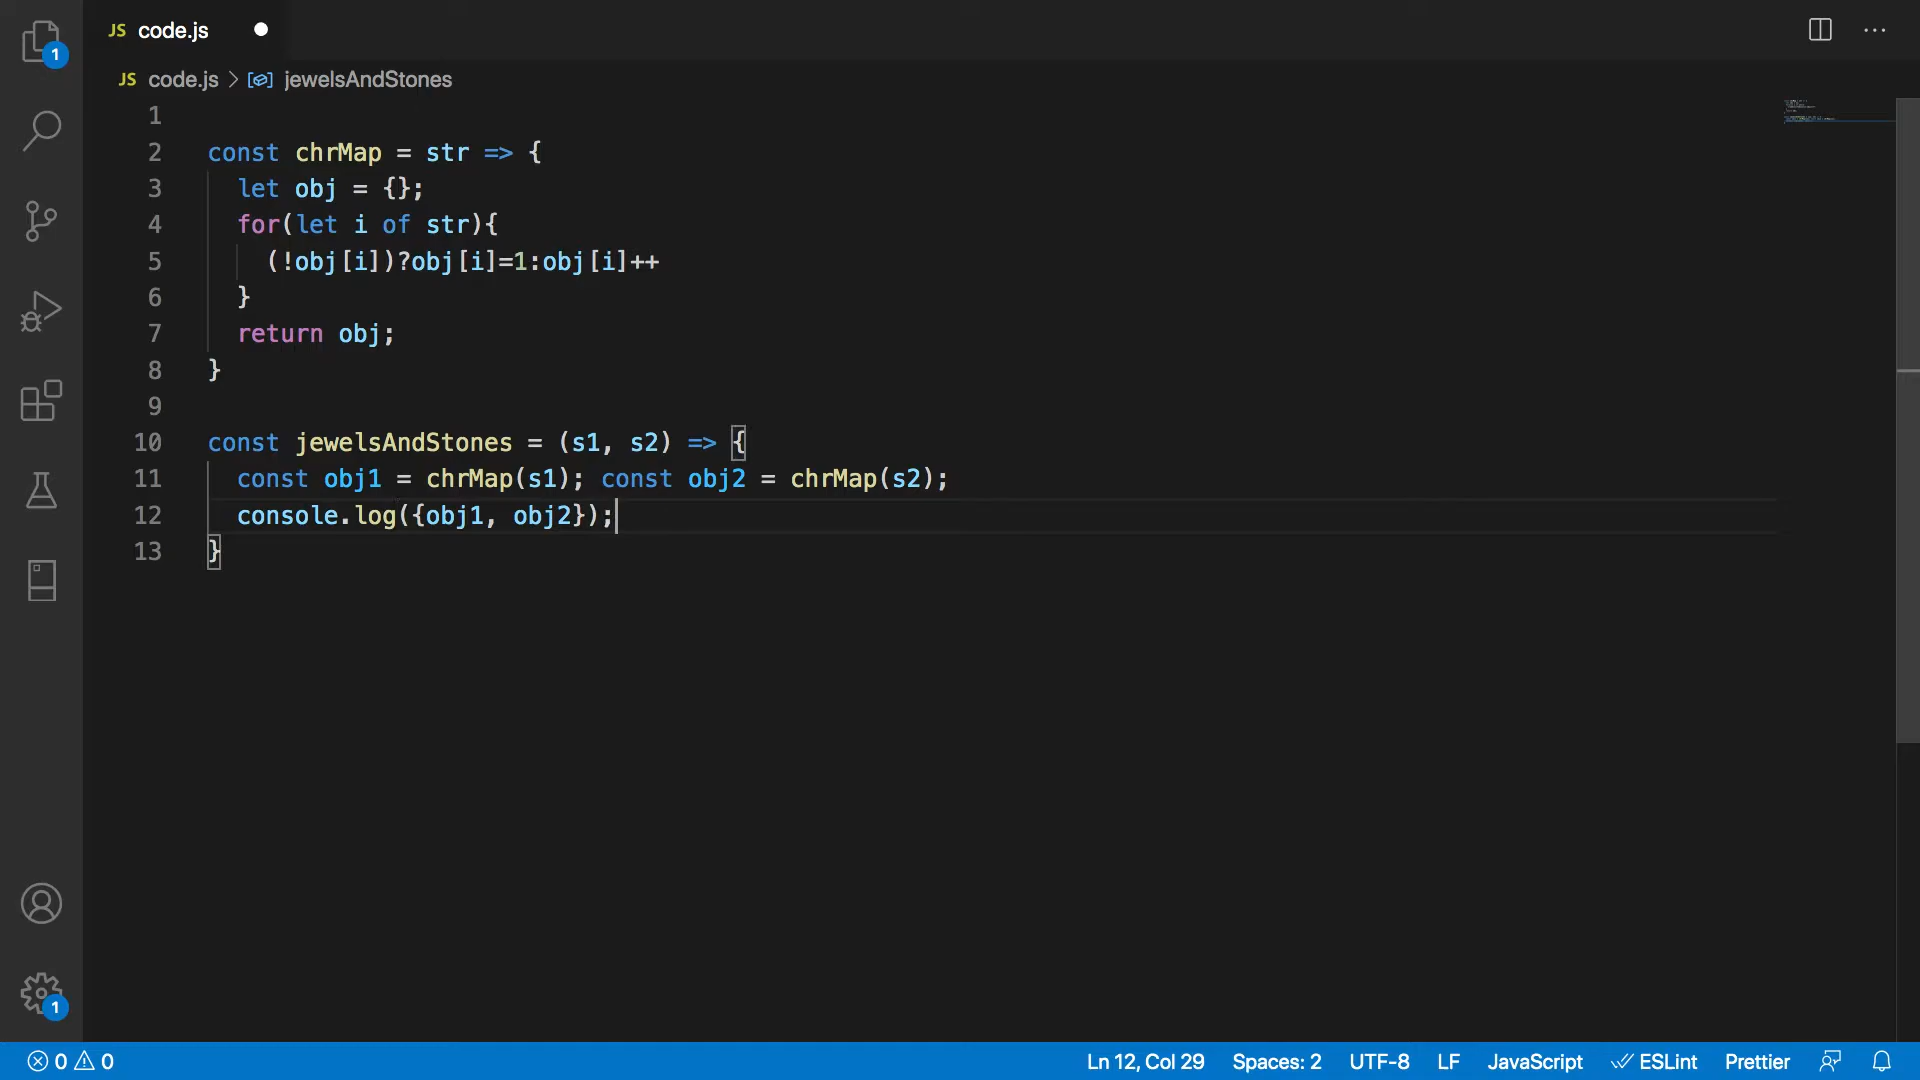 JS code.js
JS code.js > jewelsAndStones
1
2 const chrMap = str => {
3 let obj = {};
4 for(let i of str){
5 (!obj[i])?obj[i]=1:obj[i]++
6 }
7 return obj;
8 }
9
10 const jewelsAndStones = (s1, s2) => {
11 const obj1 = chrMap(s1); const obj2 = chrMap(s2);
12 console.log({obj1, obj2});
13 }
1
1
0 0 Ln 12, Col 29 Spaces: 2 UTF-8 LF JavaScript ESLint Prettier